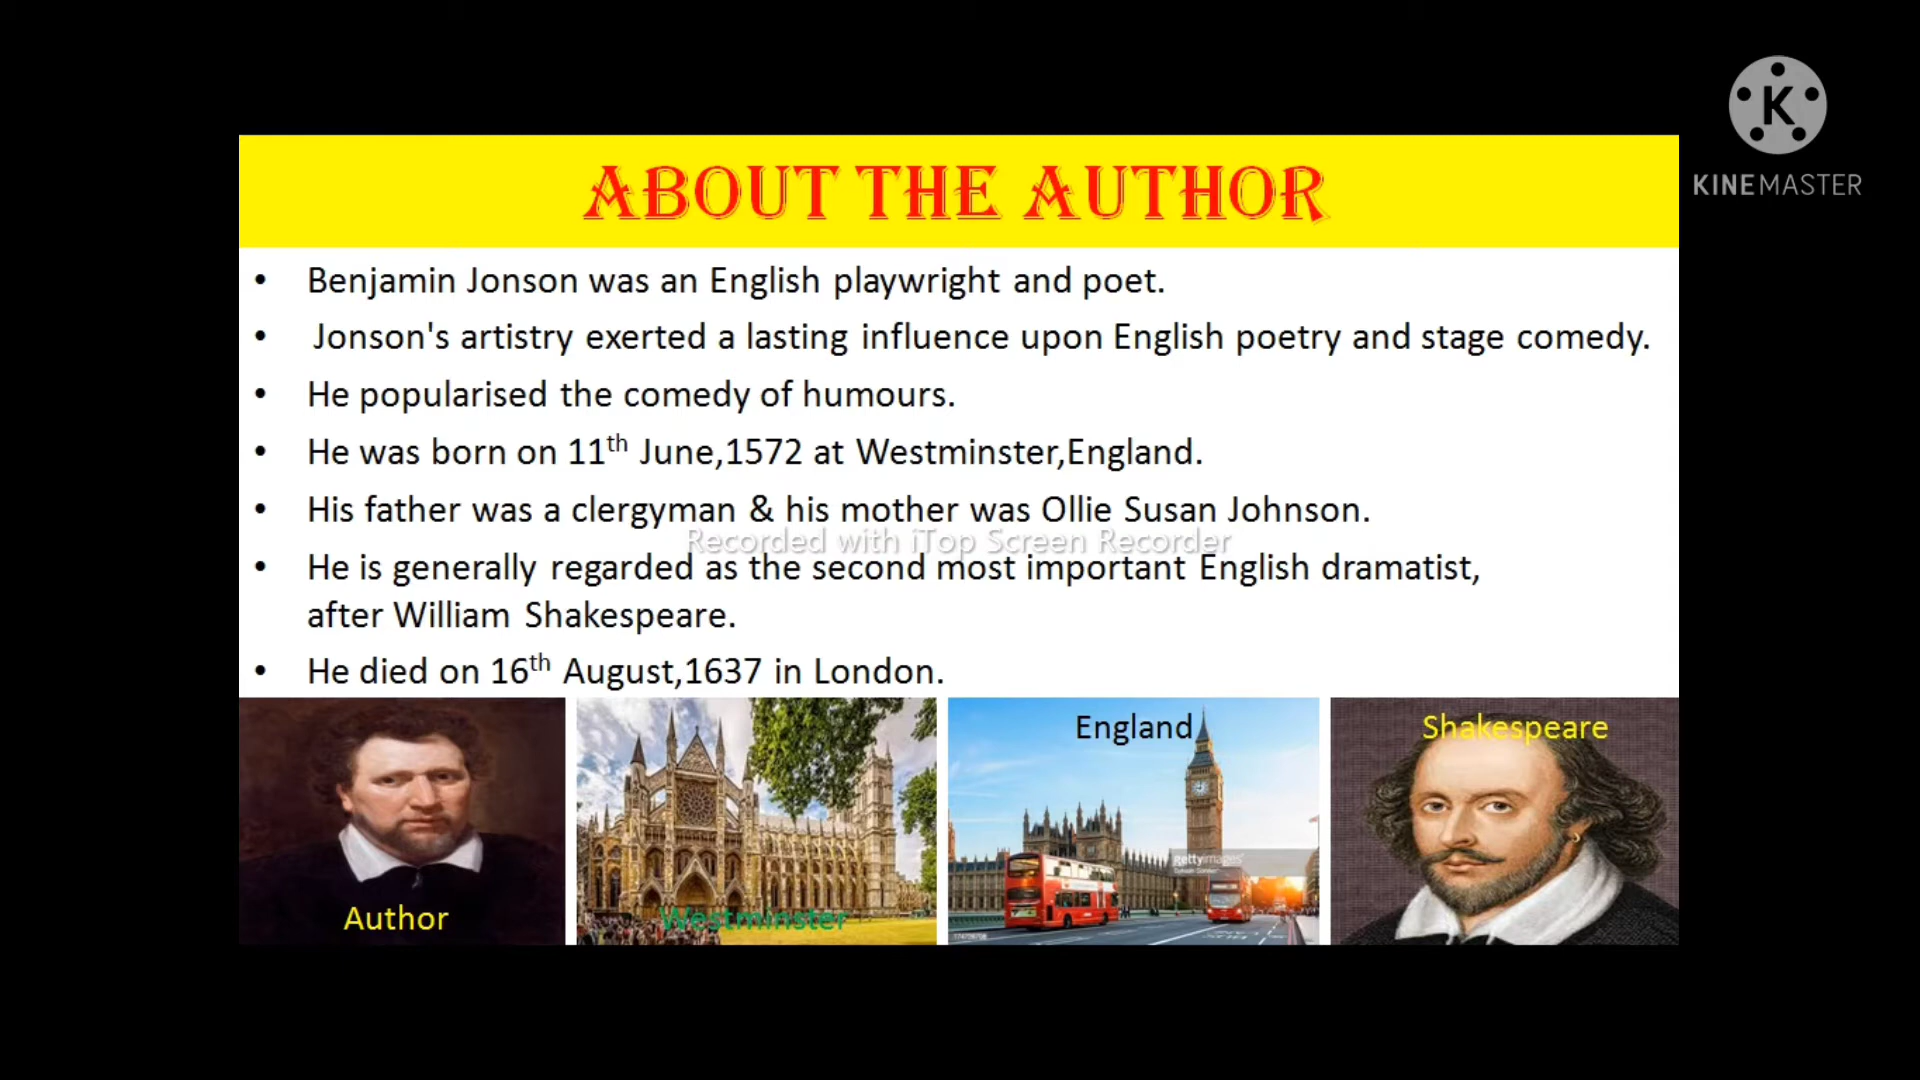 K
KINEMASTER
ABOUT THE AUTHOR
• Benjamin Jonson was an English playwright and poet.
• Jonson's artistry exerted a lasting influence upon English poetry and stage comedy.
• He popularised the comedy of humours.
• He was born on 11th June,1572 at Westminster,England.
• His father was a clergyman & his mother was Ollie Susan Johnson.
Recorded with iTop Screen Recorder
• He is generally regarded as the second most important English dramatist,
after William Shakespeare.
• He died on 16th August,1637 in London.
Author
Westminster
England
gettyimages
Shakespeare